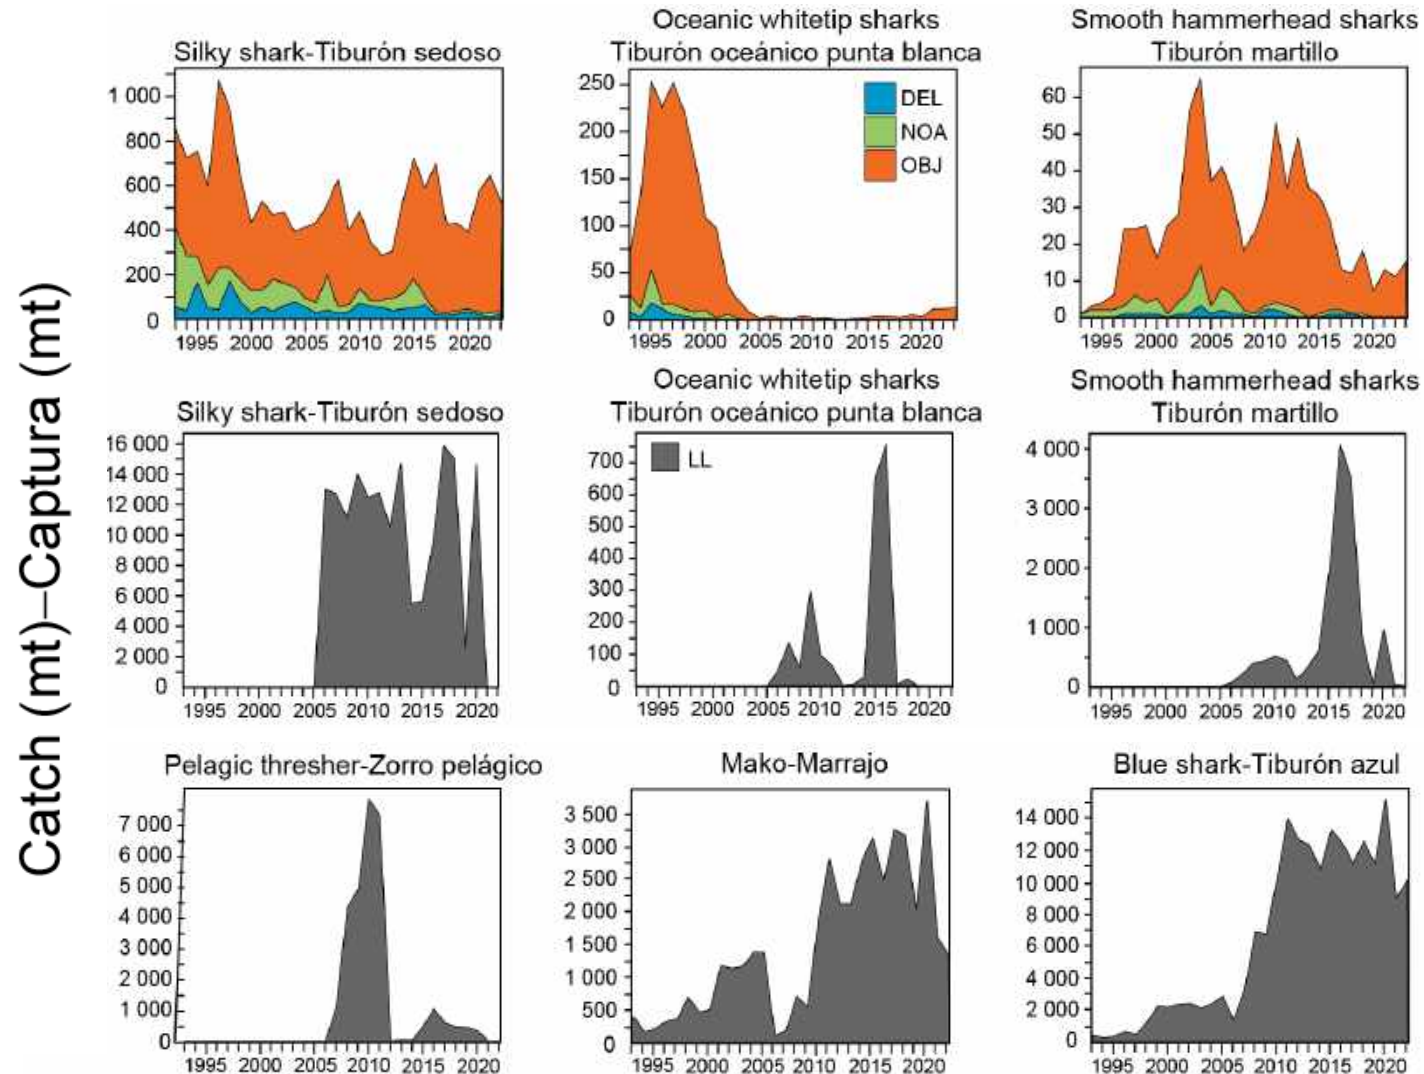 Catch (mt)–Captura (mt)
Silky shark-Tiburón sedoso
1 000
800
600
400
200
0
1995 2000 2005 2010 2015 2020
Oceanic whitetip sharks
Tiburón oceánico punta blanca
250
200
150
100
50
0
DEL
NOA
OBJ
1995 2000 2005 2010 2015 2020
Smooth hammerhead sharks
Tiburón martillo
60
50
40
30
20
10
0
1995 2000 2005 2010 2015 2020
Silky shark-Tiburón sedoso
16 000
14 000
12 000
10 000
8 000
6 000
4 000
2 000
0
1995 2000 2005 2010 2015 2020
Oceanic whitetip sharks
Tiburón oceánico punta blanca
700
600
500
400
300
200
100
0
LL
1995 2000 2005 2010 2015 2020
Smooth hammerhead sharks
Tiburón martillo
4 000
3 000
2 000
1 000
0
1995 2000 2005 2010 2015 2020
Pelagic thresher-Zorro pelágico
7 000
6 000
5 000
4 000
3 000
2 000
1 000
0
1995 2000 2005 2010 2015 2020
Mako-Marrajo
3 500
3 000
2 500
2 000
1 500
1 000
500
0
1995 2000 2005 2010 2015 2020
Blue shark-Tiburón azul
14 000
12 000
10 000
8 000
6 000
4 000
2 000
0
1995 2000 2005 2010 2015 2020